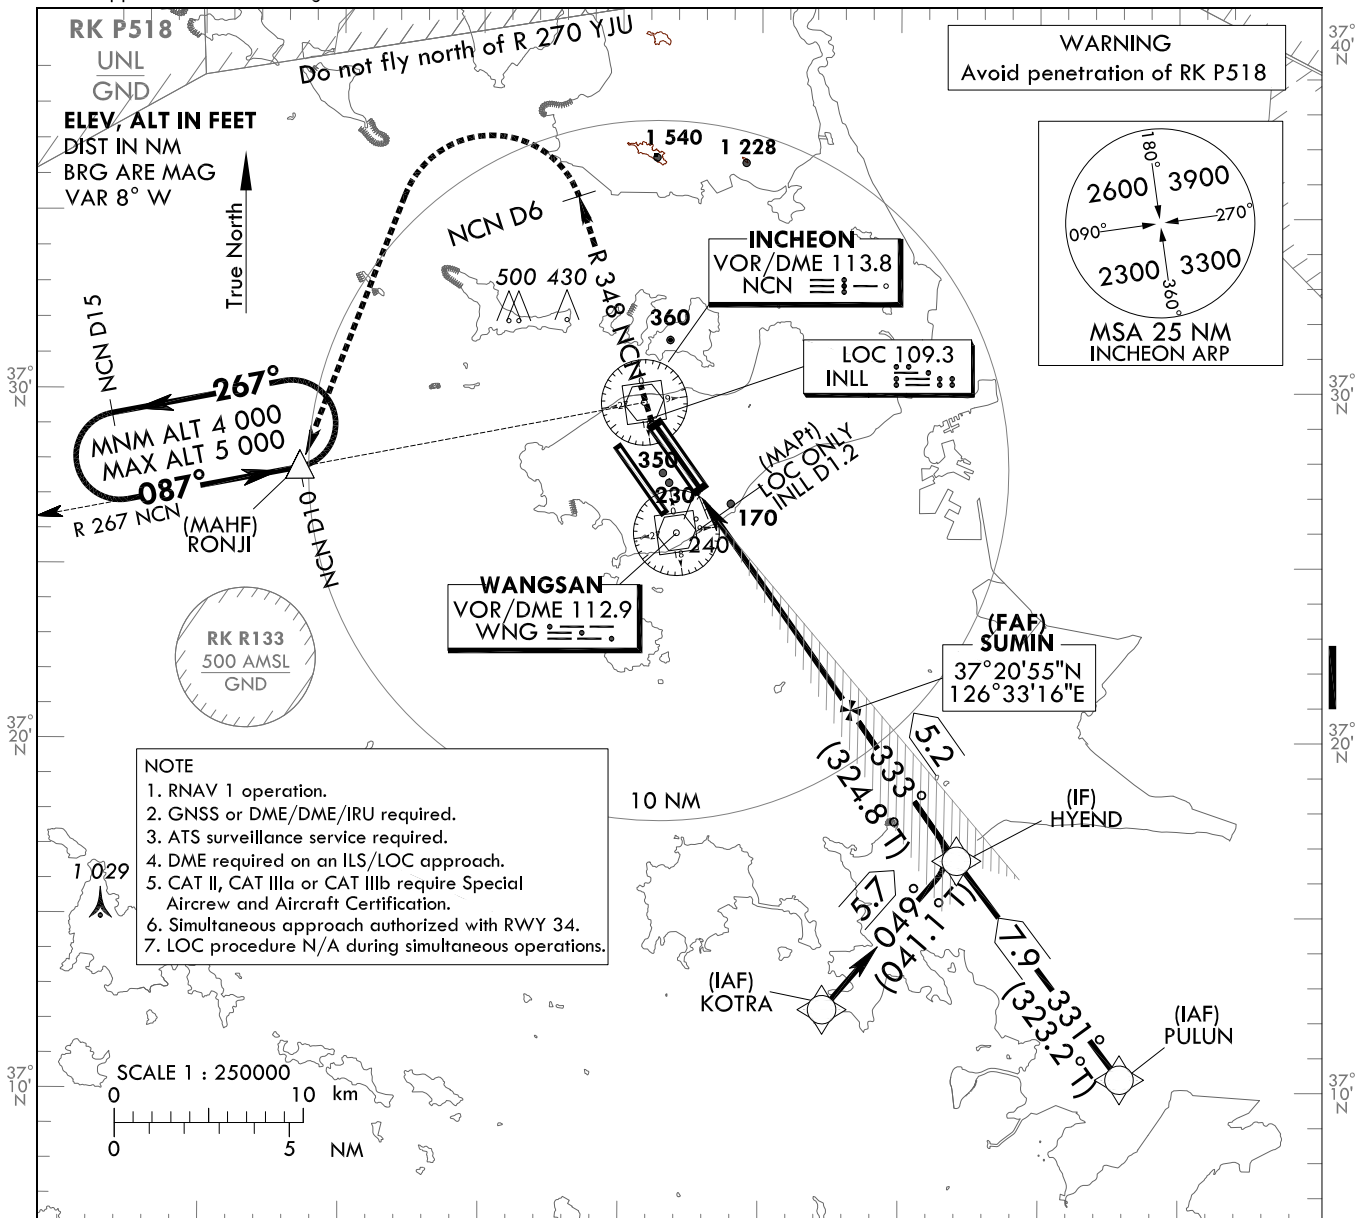 RK P518
UNL
GND
Do not fly north of R 270 YJU
WARNING
Avoid penetration of RK P518
37°
40'
N
ELEV, ALT IN FEET
DIST IN NM
BRG ARE MAG
VAR 8° W
True North
1 540
1 228
180°
2600
3900
090°
270°
2300
3300
360°
MSA 25 NM
INCHEON ARP
NCN D6
R 348 NCN
500
430
360
INCHEON
VOR/DME 113.8
NCN
LOC 109.3
INLL
NCN D15
37°
30'
N
37°
30'
N
267°
MNM ALT 4 000
MAX ALT 5 000
087°
R 267 NCN
(MAHF)
RONJI
NCN D10
350
230
240
170
(MAPt)
LOC ONLY
INLL D1.2
WANGSAN
VOR/DME 112.9
WNG
RK R133
500 AMSL
GND
(FAF)
SUMIN
37°20'55"N
126°33'16"E
37°
20'
N
37°
20'
N
5.2
333°
(324.8°T)
10 NM
(IF)
HYEND
NOTE
1. RNAV 1 operation.
2. GNSS or DME/DME/IRU required.
3. ATS surveillance service required.
4. DME required on an ILS/LOC approach.
5. CAT II, CAT IIIa or CAT IIIb require Special
Aircrew and Aircraft Certification.
6. Simultaneous approach authorized with RWY 34.
7. LOC procedure N/A during simultaneous operations.
1 029
5.7
049°
(041.1°T)
(IAF)
KOTRA
7.9
331°
(323.2°T)
(IAF)
PULUN
37°
10'
N
37°
10'
N
SCALE 1 : 250000
0 10 km
0 5 NM